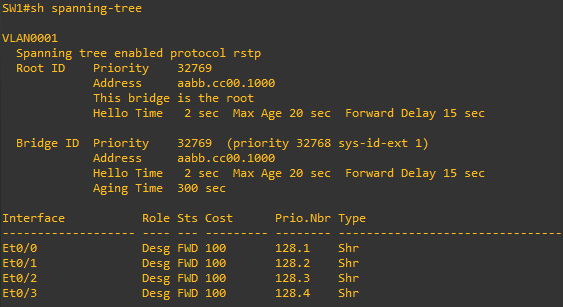 SW1#sh spanning-tree

VLAN0001
  Spanning tree enabled protocol rstp
  Root ID    Priority    32769
             Address     aabb.cc00.1000
             This bridge is the root
             Hello Time   2 sec  Max Age 20 sec  Forward Delay 15 sec

  Bridge ID  Priority    32769  (priority 32768 sys-id-ext 1)
             Address     aabb.cc00.1000
             Hello Time   2 sec  Max Age 20 sec  Forward Delay 15 sec
             Aging Time  300 sec

Interface           Role Sts Cost      Prio.Nbr Type
------------------- ---- --- --------- -------- --------------------------------
Et0/0               Desg FWD 100       128.1    Shr
Et0/1               Desg FWD 100       128.2    Shr
Et0/2               Desg FWD 100       128.3    Shr
Et0/3               Desg FWD 100       128.4    Shr